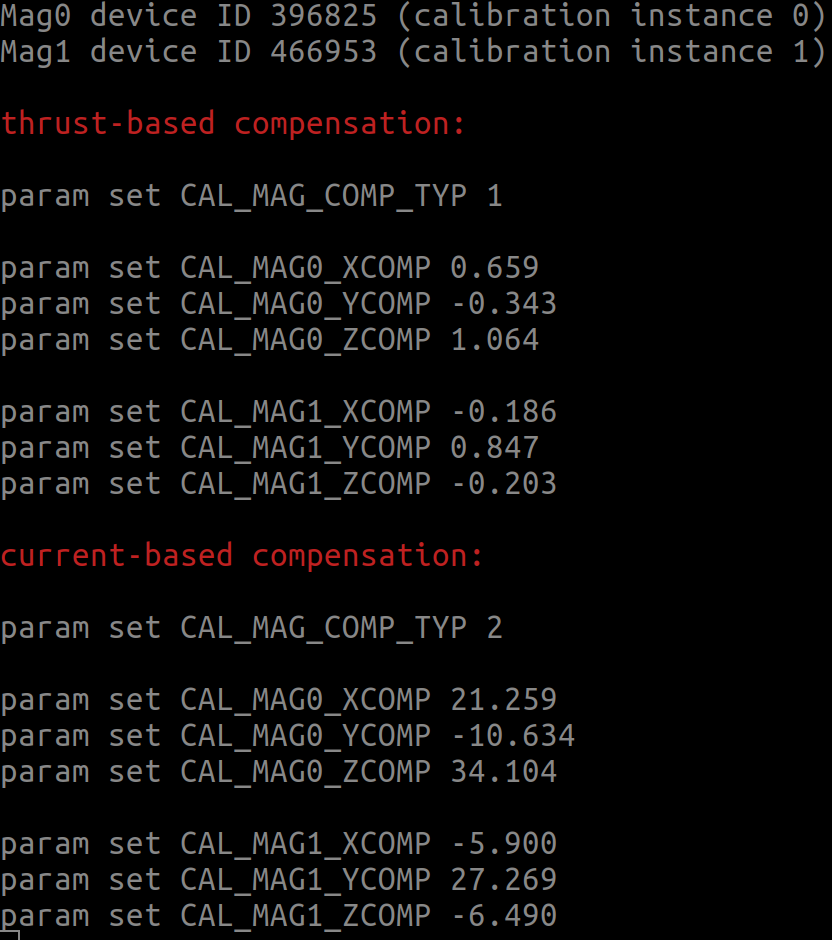 Mag0 device ID 396825 (calibration instance 0)
Mag1 device ID 466953 (calibration instance 1)
thrust-based compensation:
param set CAL_MAG_COMP_TYP 1
param set CAL_MAG0_XCOMP 0.659
param set CAL_MAG0_YCOMP -0.343
param set CAL_MAG0_ZCOMP 1.064
param set CAL_MAG1_XCOMP -0.186
param set CAL_MAG1_YCOMP 0.847
param set CAL_MAG1_ZCOMP -0.203
current-based compensation:
param set CAL_MAG_COMP_TYP 2
param set CAL_MAG0_XCOMP 21.259
param set CAL_MAG0_YCOMP -10.634
param set CAL_MAG0_ZCOMP 34.104
param set CAL_MAG1_XCOMP -5.900
param set CAL_MAG1_YCOMP 27.269
param set CAL_MAG1_ZCOMP -6.490